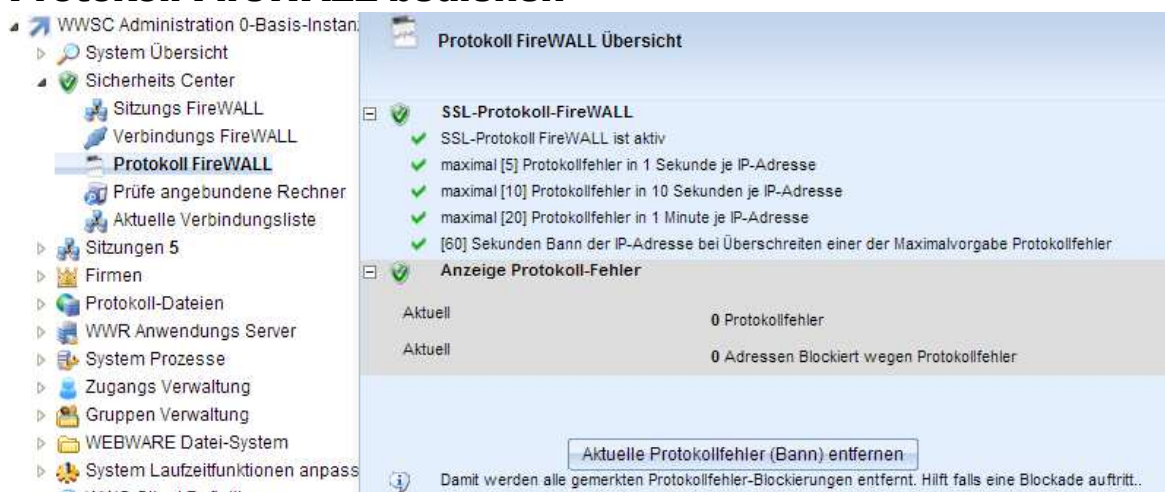 Protokoll FireWALL bedienen
WWSC Administration 0-Basis-Instan
System Übersicht
Sicherheits Center
Sitzungs FireWALL
Verbindungs FireWALL
Protokoll FireWALL
Prüfe angebundene Rechner
Aktuelle Verbindungsliste
Sitzungen 5
Firmen
Protokoll-Dateien
WWR Anwendungs Server
System Prozesse
Zugangs Verwaltung
Gruppen Verwaltung
WEBWARE Datei-System
System Laufzeitfunktionen anpass
Protokoll FireWALL Übersicht
SSL-Protokoll-FireWALL
SSL-Protokoll FireWALL ist aktiv
maximal [5] Protokollfehler in 1 Sekunde je IP-Adresse
maximal [10] Protokollfehler in 10 Sekunden je IP-Adresse
maximal [20] Protokollfehler in 1 Minute je IP-Adresse
[60] Sekunden Bann der IP-Adresse bei Überschreiten einer der Maximalvorgabe Protokollfehler
Anzeige Protokoll-Fehler
Aktuell 0 Protokollfehler
Aktuell 0 Adressen Blockiert wegen Protokollfehler
Aktuelle Protokollfehler (Bann) entfernen
Damit werden alle gemerkten Protokollfehler-Blockierungen entfernt. Hilft falls eine Blockade auftritt..